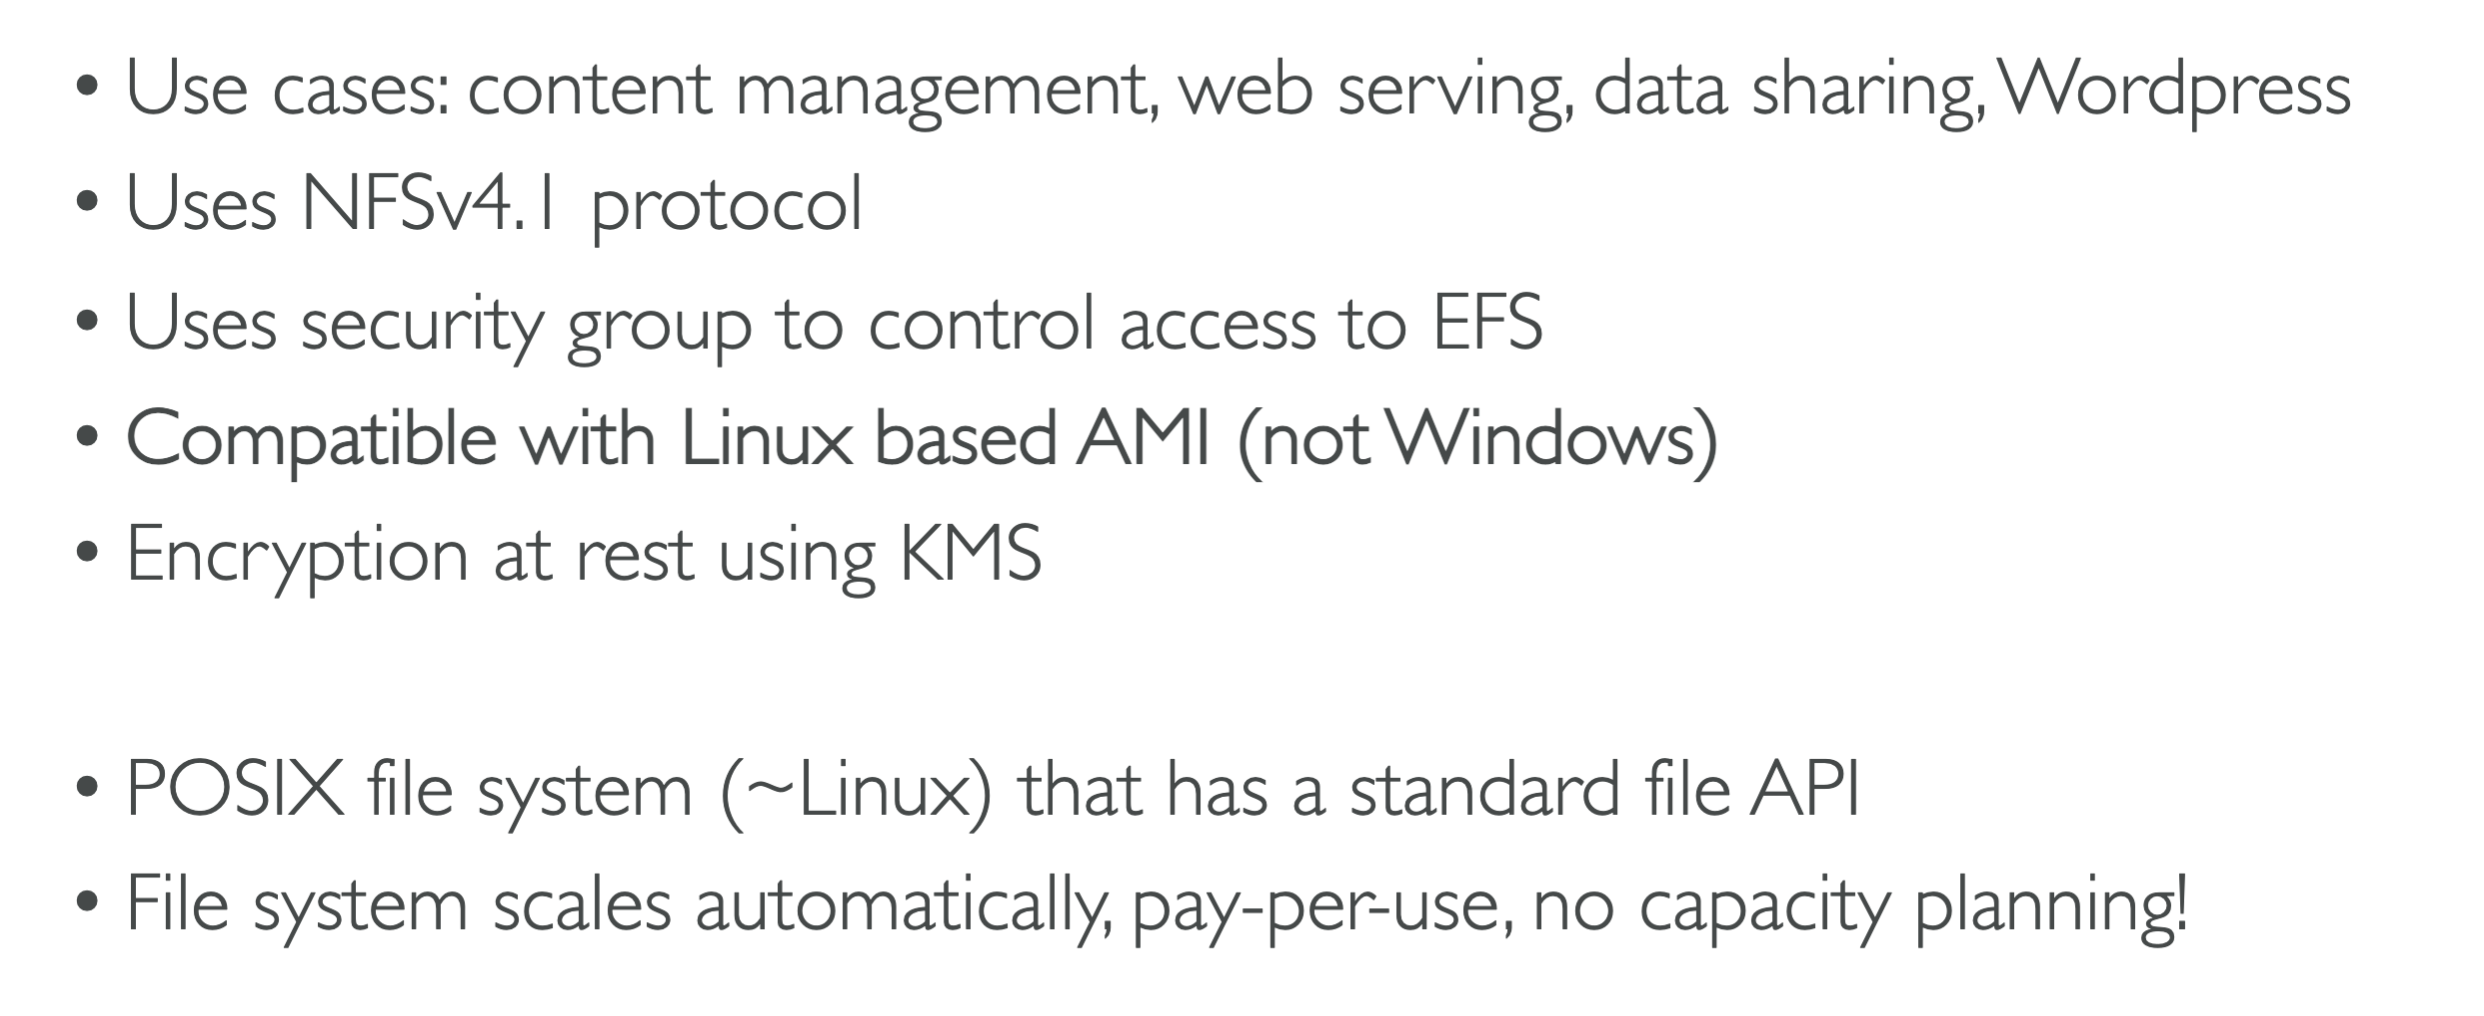 • Use cases: content management, web serving, data sharing, Wordpress
• Uses NFSv4.1 protocol
• Uses security group to control access to EFS
• Compatible with Linux based AMI (not Windows)
• Encryption at rest using KMS
• POSIX file system (~Linux) that has a standard file API
• File system scales automatically, pay-per-use, no capacity planning!